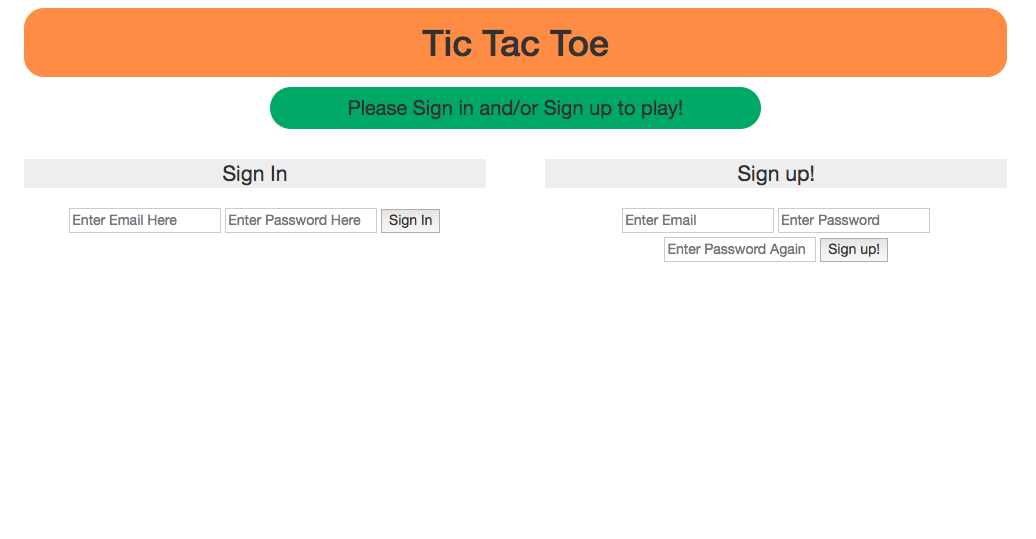 Tic Tac Toe
Please Sign in and/or Sign up to play!
Sign In
Enter Email Here Enter Password Here Sign In
Sign up!
Enter Email Enter Password
Enter Password Again Sign up!